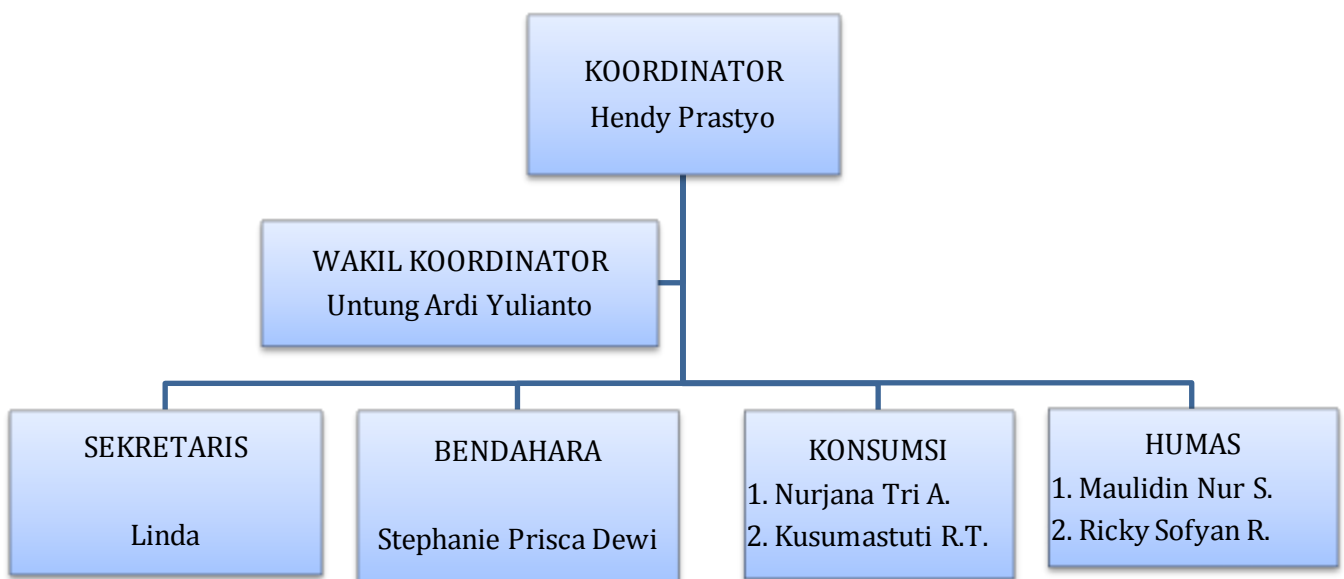 KOORDINATOR
Hendy Prastyo
WAKIL KOORDINATOR
Untung Ardi Yulianto
SEKRETARIS
Linda
BENDAHARA
Stephanie Prisca Dewi
KONSUMSI
1. Nurjana Tri A.
2. Kusumastuti R.T.
HUMAS
1. Maulidin Nur S.
2. Ricky Sofyan R.